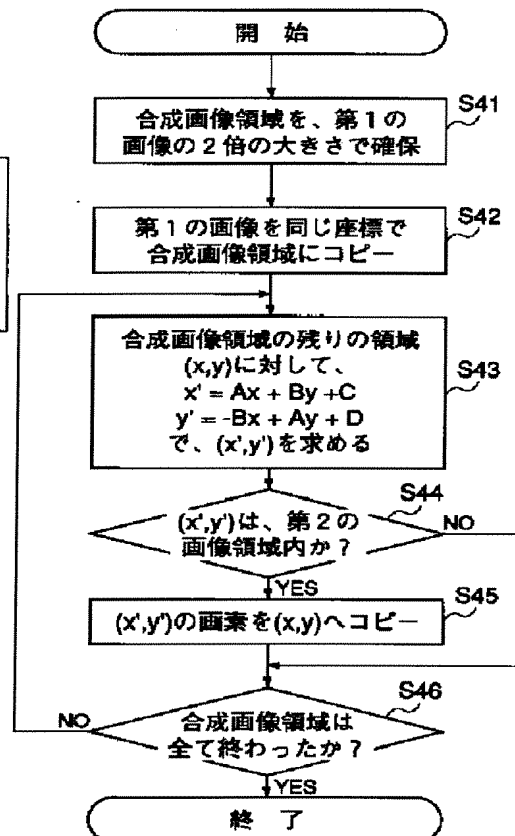 開 始
S41
合成画像領域を、第1の
画像の2倍の大きさで確保
S42
第1の画像を同じ座標で
合成画像領域にコピー
合成画像領域の残りの領域
(x,y)に対して、
x' = Ax + By +C
y' = -Bx + Ay + D
で、(x',y')を求める
S43
S44
(x',y')は、第2の
画像領域内か？
NO
YES
S45
(x',y')の画素を(x,y)へコピー
S46
NO
合成画像領域は
全て終わったか？
YES
終 了